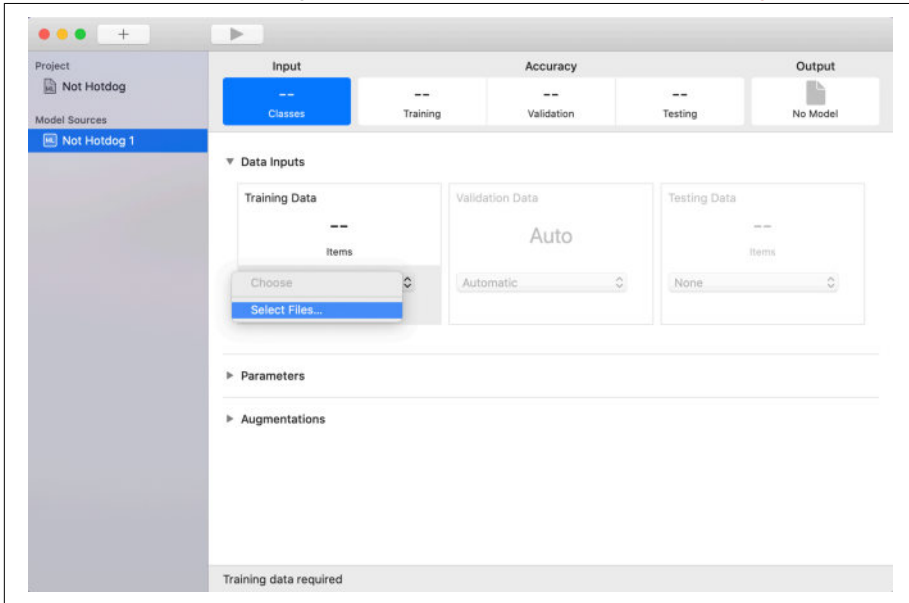 +
Project
Not Hotdog
Model Sources
ML Not Hotdog 1
Input Accuracy Output
-- -- -- --
Classes Training Validation Testing No Model
Data Inputs
Training Data Validation Data Testing Data
-- Auto --
Items Items
Choose Automatic None
Select Files...
Parameters
Augmentations
Training data required